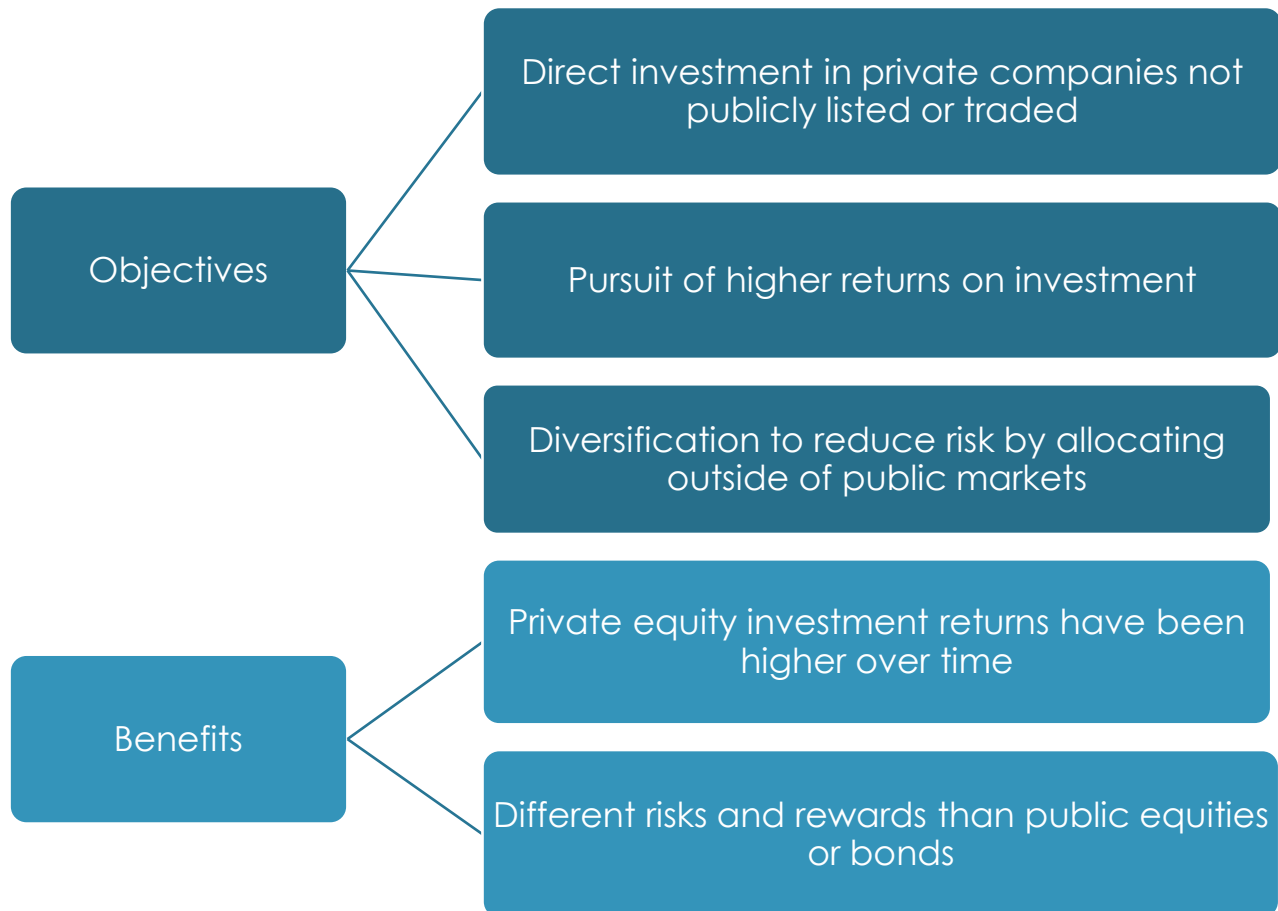 Objectives
Direct investment in private companies not
publicly listed or traded
Pursuit of higher returns on investment
Diversification to reduce risk by allocating
outside of public markets
Benefits
Private equity investment returns have been
higher over time
Different risks and rewards than public equities
or bonds